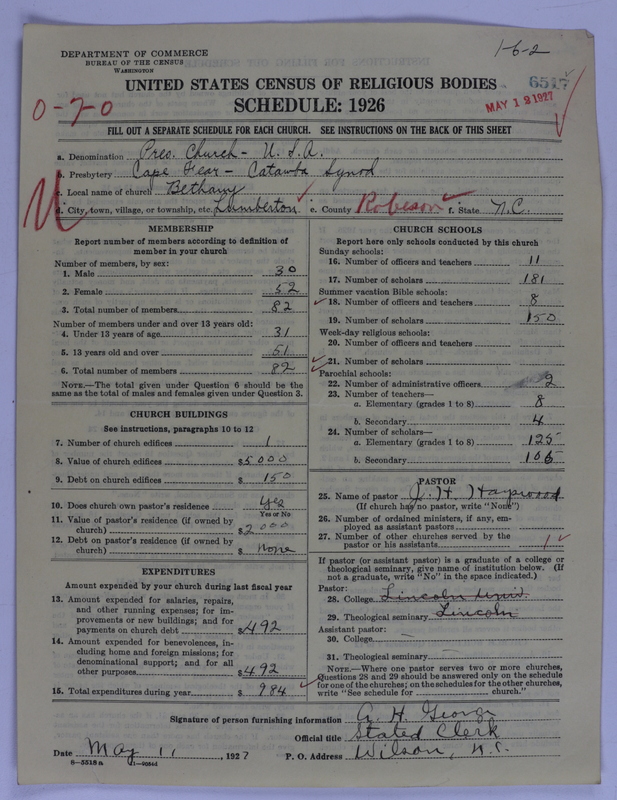 DEPARTMENT OF COMMERCE
BUREAU OF THE CENSUS
WASHINGTON
1-6-2
UNITED STATES CENSUS OF RELIGIOUS BODIES
6517
SCHEDULE: 1926
MAY 12 1927
0-7-0
FILL OUT A SEPARATE SCHEDULE FOR EACH CHURCH. SEE INSTRUCTIONS ON THE BACK OF THIS SHEET
a. Denomination Pres. Church - U.S.A.
b. Presbytery Cape Fear - Catawba Synod
c. Local name of church Bethany
d. City, town, village, or township, etc. Lumberton e. County Robeson f. State N.C.
MEMBERSHIP
Report number of members according to definition of
member in your church
Number of members, by sex:
1. Male 30
2. Female 52
3. Total number of members 82
Number of members under and over 13 years old:
4. Under 13 years of age 31
5. 13 years old and over 51
6. Total number of members 82
NOTE.—The total given under Question 6 should be
same as the total of males and females given under Question 3.
CHURCH BUILDINGS
See instructions, paragraphs 10 to 12
7. Number of church edifices 1
8. Value of church edifices $5000
9. Debt on church edifices $ 150
10. Does church own pastor's residence yes
Yes or No
11. Value of pastor's residence (if owned by
church) $2000
12. Debt on pastor's residence (if owned by
church) $ none
EXPENDITURES
Amount expended by your church during last fiscal year
13. Amount expended for salaries, repairs,
and other running expenses; for im-
provements or new buildings; and for
payments on church debt $492
14. Amount expended for benevolences, in-
cluding home and foreign missions; for
denominational support; and for all
other purposes $492
15. Total expenditures during year $ 984
CHURCH SCHOOLS
Report here only schools conducted by this church
Sunday schools:
16. Number of officers and teachers 11
17. Number of scholars 181
Summer vacation Bible schools:
18. Number of officers and teachers 8
19. Number of scholars 150
Week-day religious schools:
20. Number of officers and teachers
21. Number of scholars
Parochial schools:
22. Number of administrative officers 2
23. Number of teachers—
a. Elementary (grades 1 to 8) 8
b. Secondary 4
24. Number of scholars—
a. Elementary (grades 1 to 8) 125
b. Secondary 106
PASTOR
25. Name of pastor J. H. Haywood
(If church has no pastor, write "None")
26. Number of ordained ministers, if any, em-
ployed as assistant pastors
27. Number of other churches served by the
pastor or his assistants 1
If pastor (or assistant pastor) is a graduate of a college or
theological seminary, give name of institution below. (If
not a graduate, write "No" in the space indicated.)
Pastor:
28. College Lincoln Univ.
29. Theological seminary Lincoln
Assistant pastor:
30. College
31. Theological seminary
NOTE.—Where one pastor serves two or more churches,
Questions 28 and 29 should be answered only on the schedule
for one of the churches; on the schedules for the other churches,
write "See schedule for church."
Signature of person furnishing information A. H. George
Official title Stated Clerk
Date May 11, 1927 P. O. Address Wilson, N.C.
8—5518a